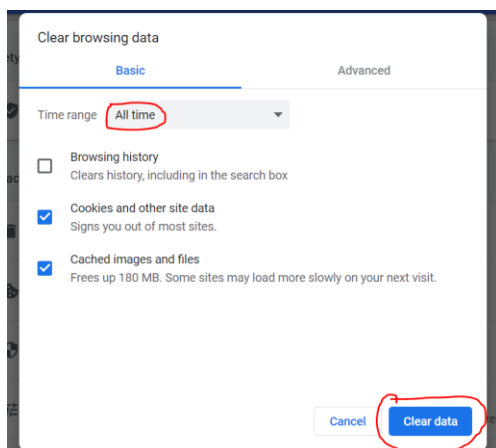 Clear browsing data
Basic Advanced
Time range All time
Browsing history
Clears history, including in the search box
Cookies and other site data
Signs you out of most sites.
Cached images and files
Frees up 180 MB. Some sites may load more slowly on your next visit.
Cancel Clear data